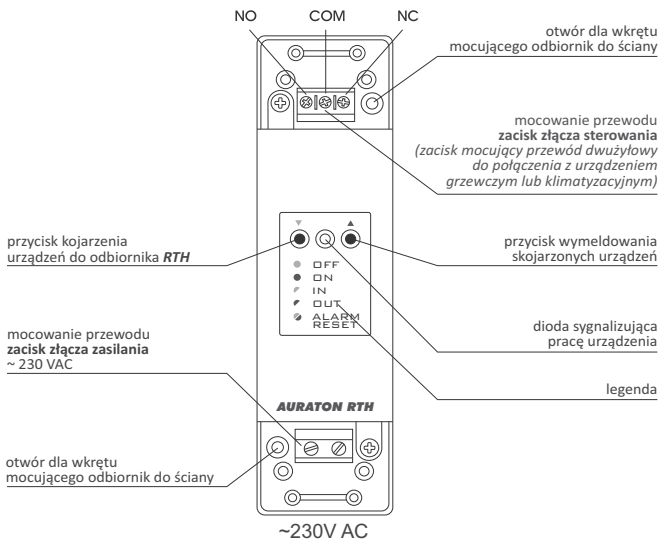 NO COM NC
otwór dla wkrętu
mocującego odbiornik do ściany
mocowanie przewodu
zacisk złącza sterowania
(zacisk mocujący przewód dwużyłowy
do połączenia z urządzeniem
grzewczym lub klimatyzacyjnym)
przycisk kojarzenia
urządzeń do odbiornika RTH
przycisk wymeldowania
skojarzonych urządzeń
OFF
ON
IN
OUT
ALARM
RESET
mocowanie przewodu
zacisk złącza zasilania
~ 230 VAC
dioda sygnalizująca
pracę urządzenia
legenda
AURATON RTH
otwór dla wkrętu
mocującego odbiornik do ściany
~230V AC